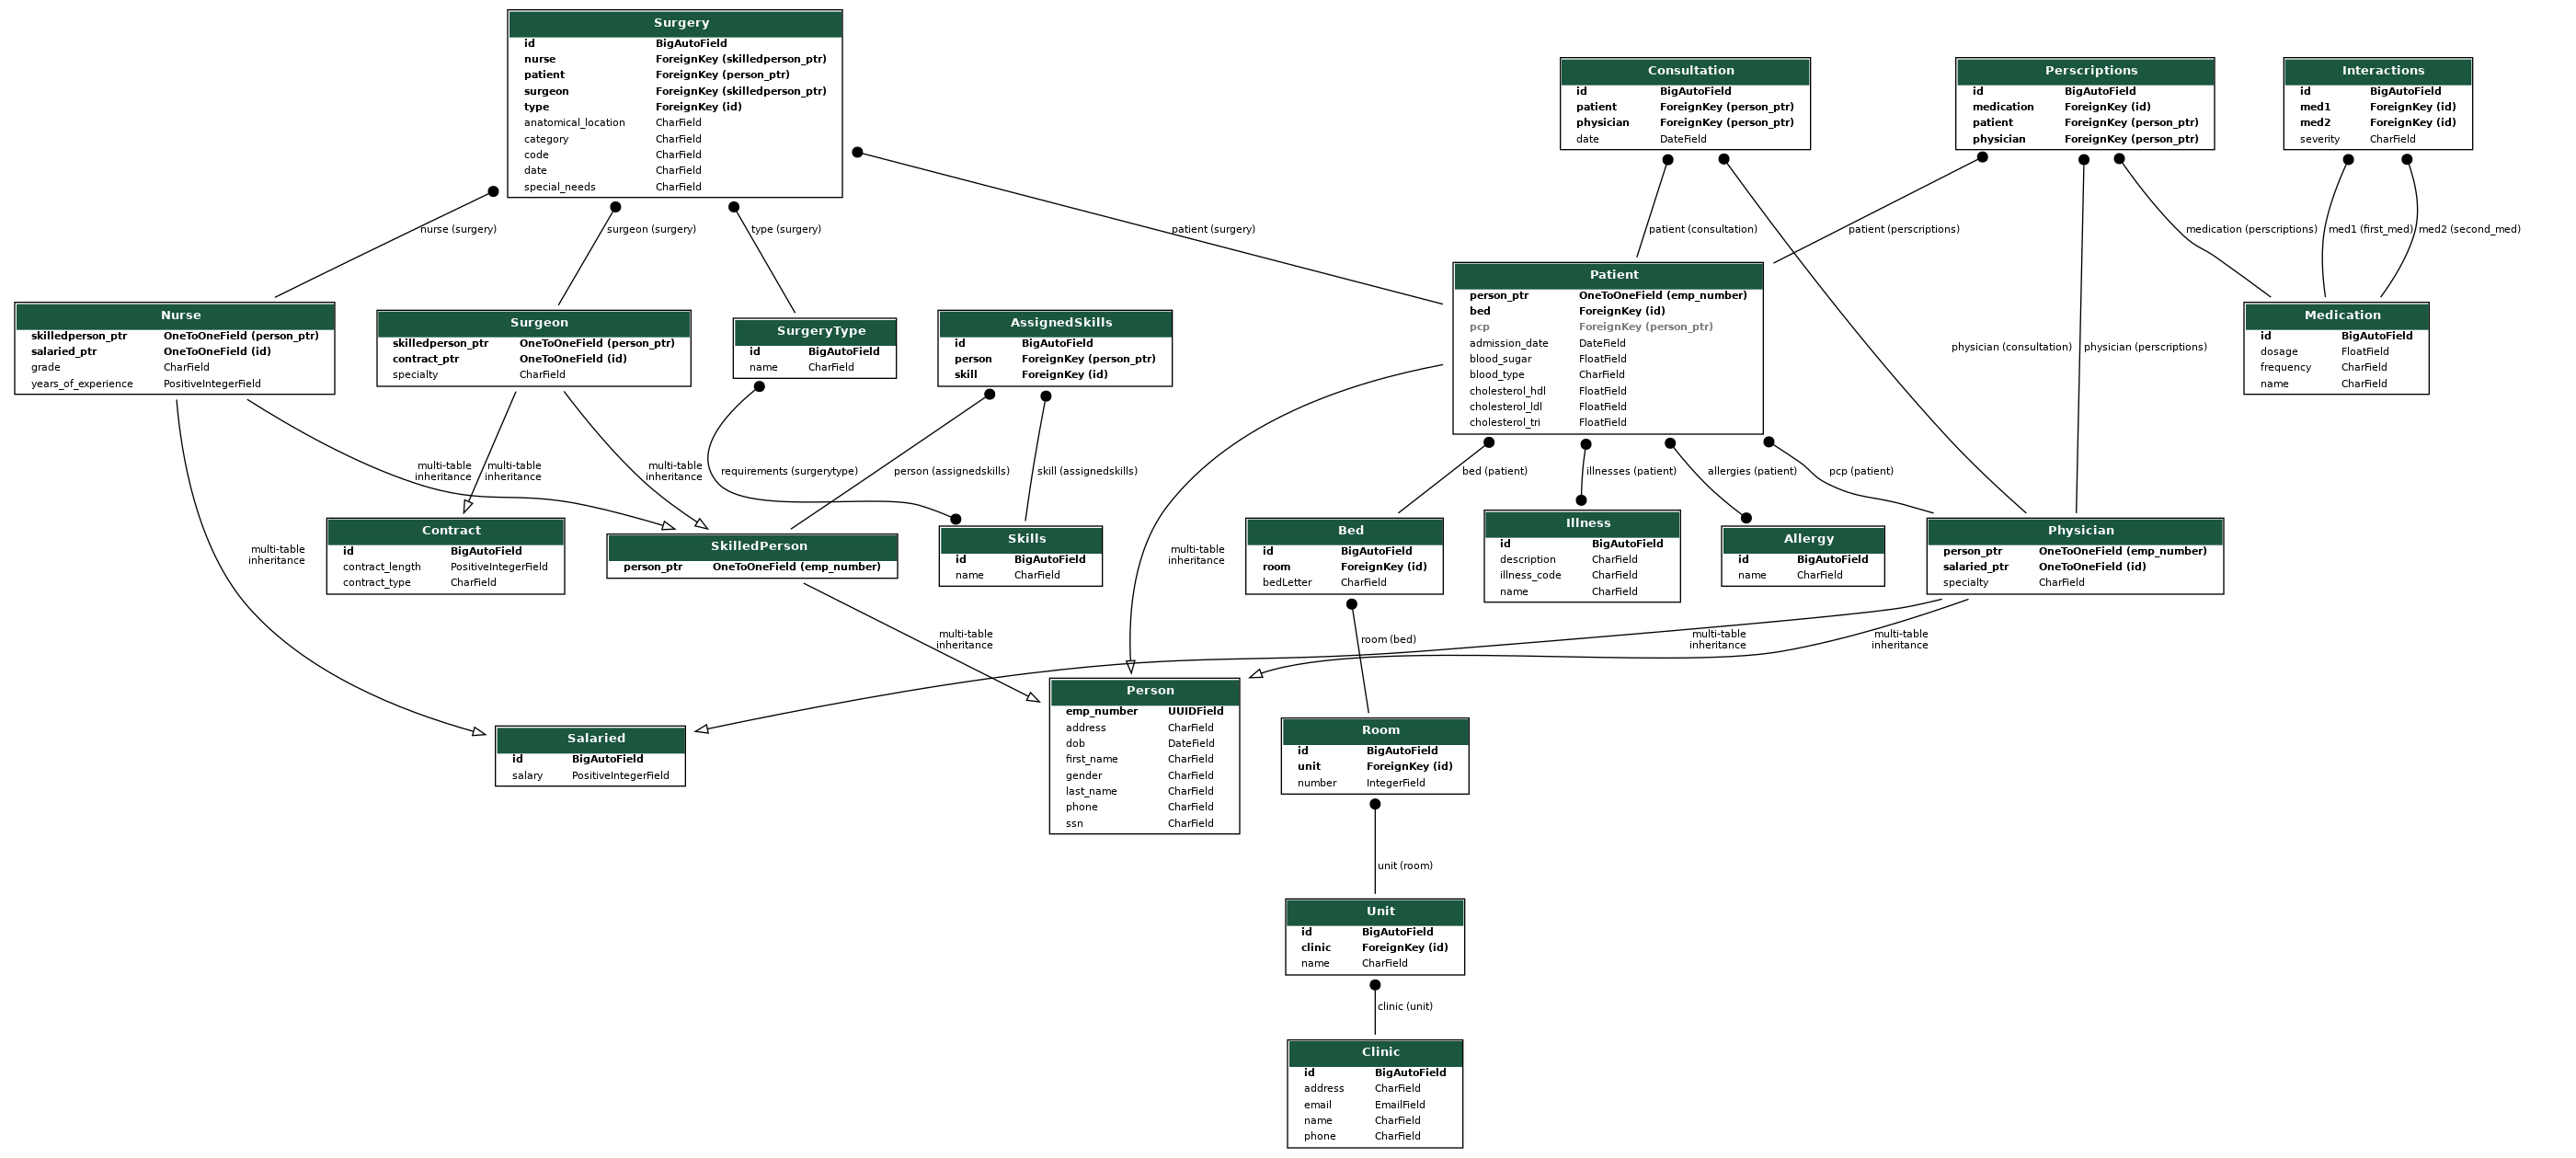 Surgery
id BigAutoField
nurse ForeignKey (skilledperson_ptr)
patient ForeignKey (person_ptr)
surgeon ForeignKey (skilledperson_ptr)
type ForeignKey (id)
anatomical_location CharField
category CharField
code CharField
date CharField
special_needs CharField
Consultation
id BigAutoField
patient ForeignKey (person_ptr)
physician ForeignKey (person_ptr)
date DateField
Perscriptions
id BigAutoField
medication ForeignKey (id)
patient ForeignKey (person_ptr)
physician ForeignKey (person_ptr)
Interactions
id BigAutoField
med1 ForeignKey (id)
med2 ForeignKey (id)
severity CharField
nurse (surgery)
surgeon (surgery)
type (surgery)
patient (surgery)
patient (consultation)
patient (perscriptions)
medication (perscriptions)
med1 (first_med)
med2 (second_med)
Nurse
skilledperson_ptr OneToOneField (person_ptr)
salaried_ptr OneToOneField (id)
grade CharField
years_of_experience PositiveIntegerField
Surgeon
skilledperson_ptr OneToOneField (person_ptr)
contract_ptr OneToOneField (id)
specialty CharField
SurgeryType
id BigAutoField
name CharField
AssignedSkills
id BigAutoField
person ForeignKey (person_ptr)
skill ForeignKey (id)
Patient
person_ptr OneToOneField (emp_number)
bed ForeignKey (id)
pcp ForeignKey (person_ptr)
admission_date DateField
blood_sugar FloatField
blood_type CharField
cholesterol_hdl FloatField
cholesterol_ldl FloatField
cholesterol_tri FloatField
physician (consultation)
physician (perscriptions)
Medication
id BigAutoField
dosage FloatField
frequency CharField
name CharField
multi-table
inheritance
multi-table
inheritance
multi-table
inheritance
requirements (surgerytype)
person (assignedskills)
skill (assignedskills)
bed (patient)
illnesses (patient)
allergies (patient)
pcp (patient)
multi-table
inheritance
Contract
id BigAutoField
contract_length PositiveIntegerField
contract_type CharField
SkilledPerson
person_ptr OneToOneField (emp_number)
Skills
id BigAutoField
name CharField
multi-table
inheritance
Bed
id BigAutoField
room ForeignKey (id)
bedLetter CharField
Illness
id BigAutoField
description CharField
illness_code CharField
name CharField
Allergy
id BigAutoField
name CharField
Physician
person_ptr OneToOneField (emp_number)
salaried_ptr OneToOneField (id)
specialty CharField
multi-table
inheritance
room (bed)
multi-table
inheritance
multi-table
inheritance
Salaried
id BigAutoField
salary PositiveIntegerField
Person
emp_number UUIDField
address CharField
dob DateField
first_name CharField
gender CharField
last_name CharField
phone CharField
ssn CharField
Room
id BigAutoField
unit ForeignKey (id)
number IntegerField
unit (room)
Unit
id BigAutoField
clinic ForeignKey (id)
name CharField
clinic (unit)
Clinic
id BigAutoField
address CharField
email EmailField
name CharField
phone CharField